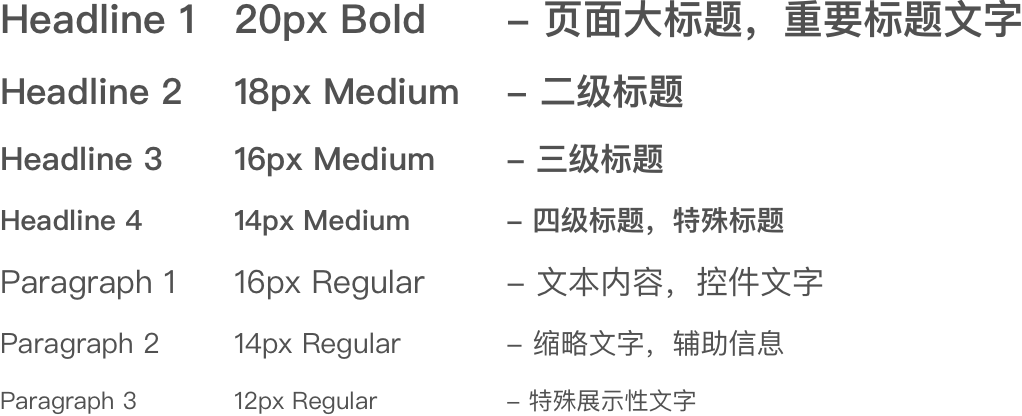 Headline 1 20px Bold – 页面大标题，重要标题文字
Headline 2 18px Medium – 二级标题
Headline 3 16px Medium – 三级标题
Headline 4 14px Medium – 四级标题，特殊标题
Paragraph 1 16px Regular – 文本内容，控件文字
Paragraph 2 14px Regular – 缩略文字，辅助信息
Paragraph 3 12px Regular – 特殊展示性文字